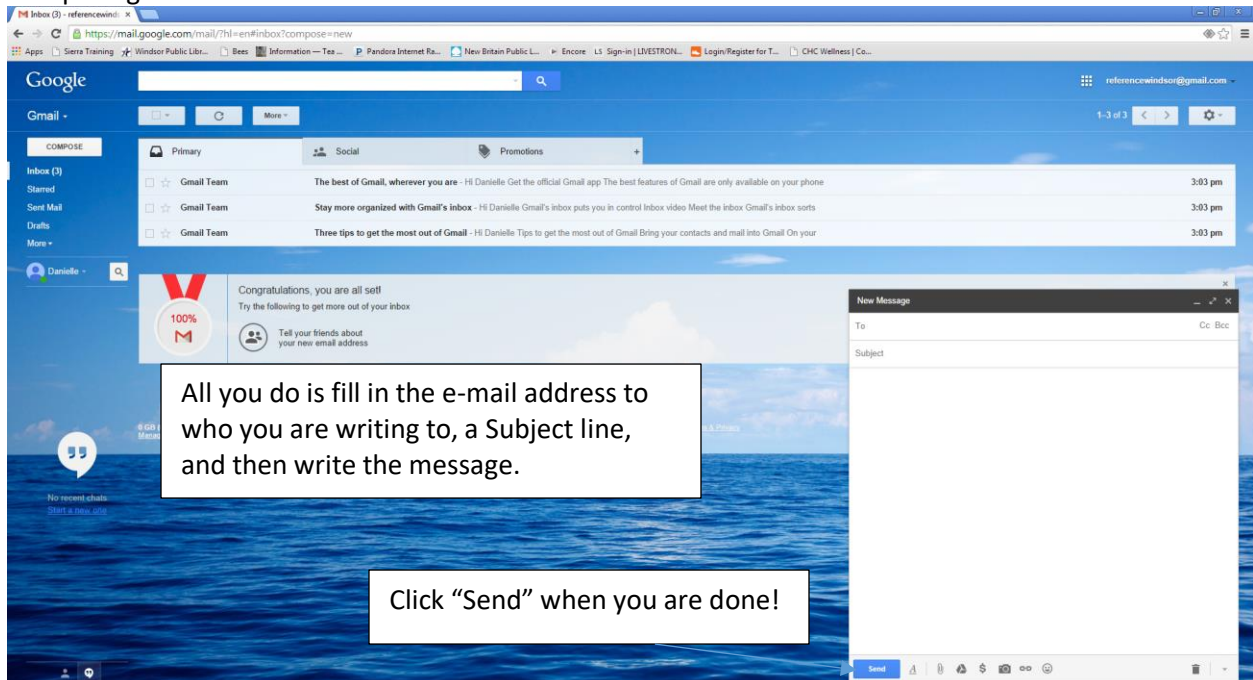 Inbox (3) - referencewind
https://mail.google.com/mail/?hl=en#inbox?compose=new
Apps Sierra Training Windsor Public Libr... Bees Information — Tea ... Pandora Internet Ra... New Britain Public L... Encore LS Sign-in | LIVESTRON... Login/Register for T... CHC Wellness | Co...
Google referencewindsor@gmail.com
Gmail More 1–3 of 3
COMPOSE Primary Social Promotions +
Inbox (3)
Gmail Team The best of Gmail, wherever you are - Hi Danielle Get the official Gmail app The best features of Gmail are only available on your phone 3:03 pm
Starred
Sent Mail Gmail Team Stay more organized with Gmail's inbox - Hi Danielle Gmail's inbox puts you in control Inbox video Meet the inbox Gmail's inbox sorts 3:03 pm
Drafts
Gmail Team Three tips to get the most out of Gmail - Hi Danielle Tips to get the most out of Gmail Bring your contacts and mail into Gmail On your 3:03 pm
More
Danielle
Congratulations, you are all set!
Try the following to get more out of your inbox
100%
Tell your friends about
your new email address
New Message
To Cc Bcc
Subject
All you do is fill in the e-mail address to
who you are writing to, a Subject line,
and then write the message.
No recent chats
Start a new one
Click “Send” when you are done!
Send